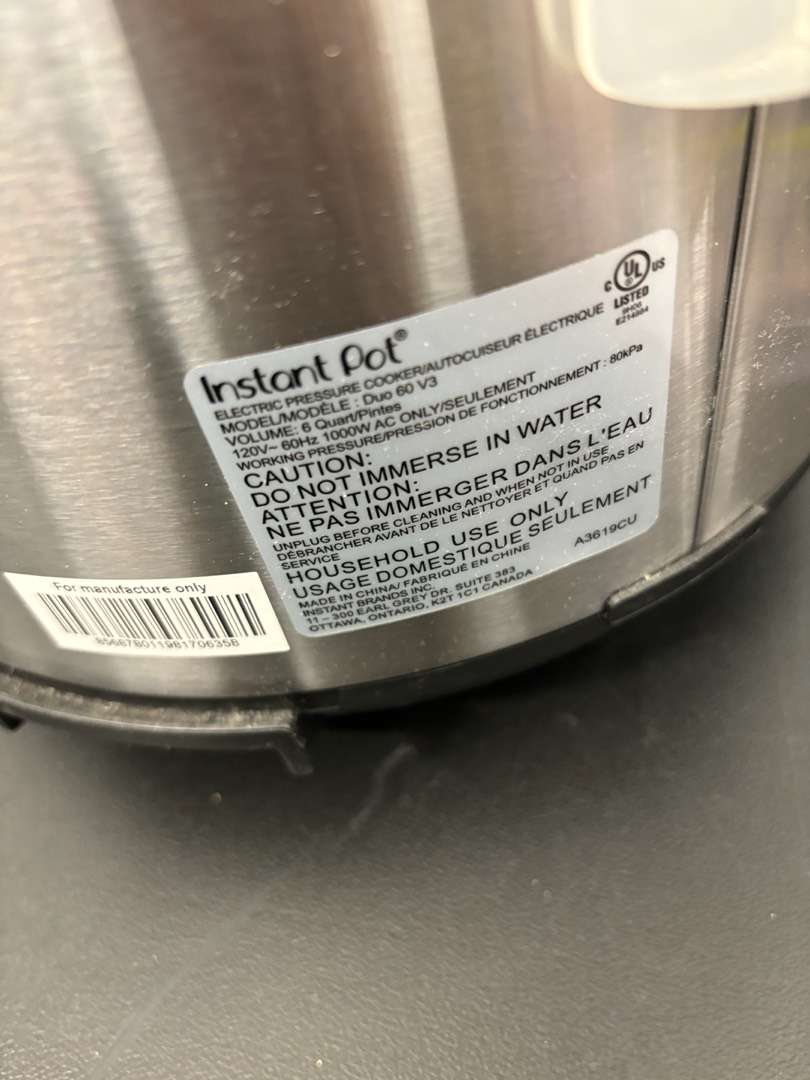 Instant Pot®
ELECTRIC PRESSURE COOKER/AUTOCUISEUR ÉLECTRIQUE
MODEL/MODÈLE : Duo 60 V3
VOLUME: 6 Quart/Pintes
120V~ 60Hz 1000W AC ONLY/SEULEMENT
WORKING PRESSURE/PRESSION DE FONCTIONNEMENT : 80kPa
CAUTION:
DO NOT IMMERSE IN WATER
ATTENTION:
NE PAS IMMERGER DANS L'EAU
UNPLUG BEFORE CLEANING AND WHEN NOT IN USE
DÉBRANCHER AVANT DE LE NETTOYER ET QUAND PAS EN
SERVICE
HOUSEHOLD USE ONLY
USAGE DOMESTIQUE SEULEMENT
MADE IN CHINA/ FABRIQUÉ EN CHINE
INSTANT BRANDS INC.
11 – 300 EARL GREY DR. SUITE 383
OTTAWA, ONTARIO, K2T 1C1 CANADA
A3619CU
C UL US
®
LISTED
9H06
E214884
For manufacture only
85687B011981706358